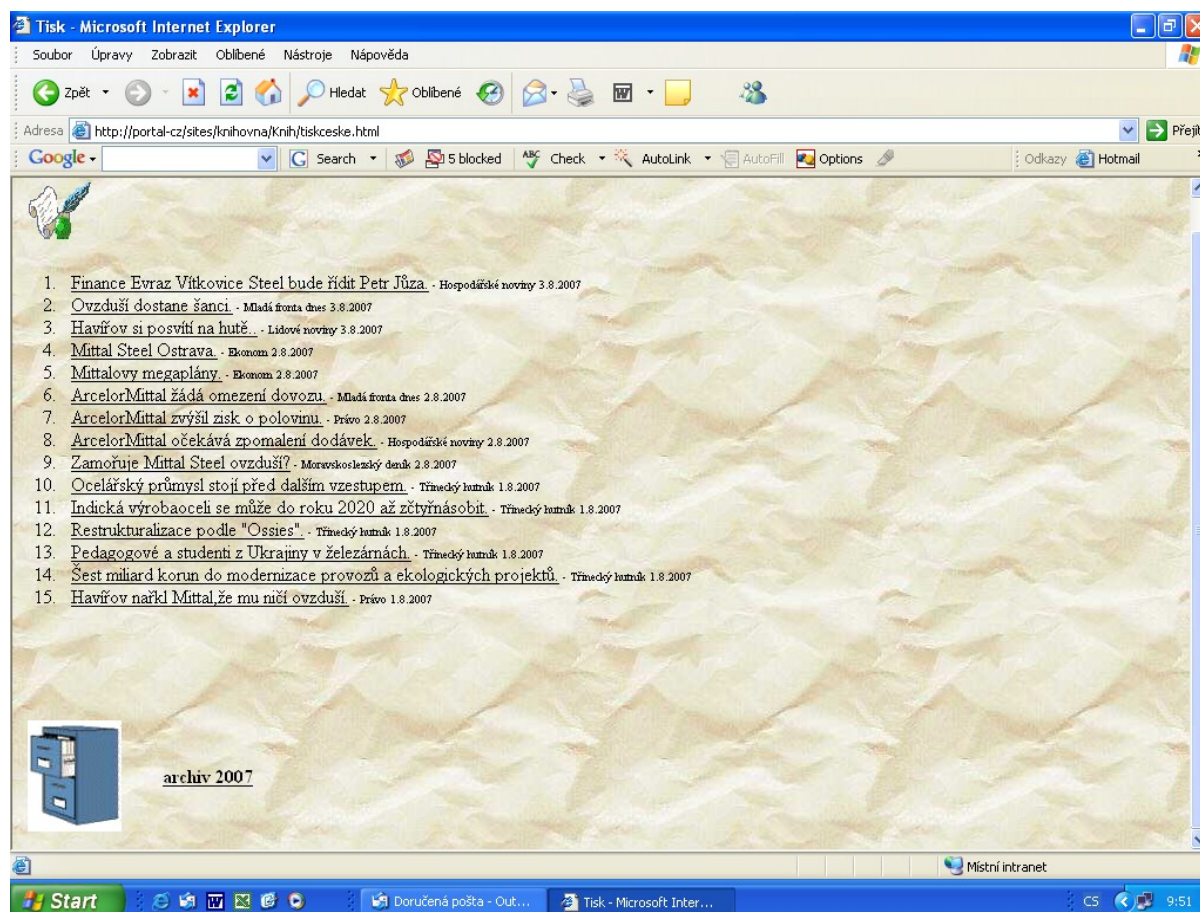 Tisk - Microsoft Internet Explorer
Soubor Úpravy Zobrazit Oblíbené Nástroje Nápověda
Zpět Hledat Oblíbené
Adresa http://portal-cz/sites/knihovna/Knih/tiskceske.html Přejít
Google Search 5 blocked Check AutoLink AutoFill Options Odkazy Hotmail
1. Finance Evraz Vítkovice Steel bude řídit Petr Jůza. - Hospodářské noviny 3.8.2007
2. Ovzduší dostane šanci. - Mladá fronta dnes 3.8.2007
3. Havířov si posvítí na hutě.. - Lidové noviny 3.8.2007
4. Mittal Steel Ostrava. - Ekonom 2.8.2007
5. Mittalovy megaplány. - Ekonom 2.8.2007
6. ArcelorMittal žádá omezení dovozu. - Mladá fronta dnes 2.8.2007
7. ArcelorMittal zvýšil zisk o polovinu. - Právo 2.8.2007
8. ArcelorMittal očekává zpomalení dodávek. - Hospodářské noviny 2.8.2007
9. Zamořuje Mittal Steel ovzduší? - Moravskoslezský deník 2.8.2007
10. Ocelářský průmysl stojí před dalším vzestupem. - Třinecký hutník 1.8.2007
11. Indická výrobaoceli se může do roku 2020 až zčtyřnásobit. - Třinecký hutník 1.8.2007
12. Restrukturalizace podle "Ossies". - Třinecký hutník 1.8.2007
13. Pedagogové a studenti z Ukrajiny v železárnách. - Třinecký hutník 1.8.2007
14. Šest miliard korun do modernizace provozů a ekologických projektů. - Třinecký hutník 1.8.2007
15. Havířov nařkl Mittal,že mu ničí ovzduší. - Právo 1.8.2007
archiv 2007
Místní intranet
Start Doručená pošta - Out... Tisk - Microsoft Inter... CS 9:51